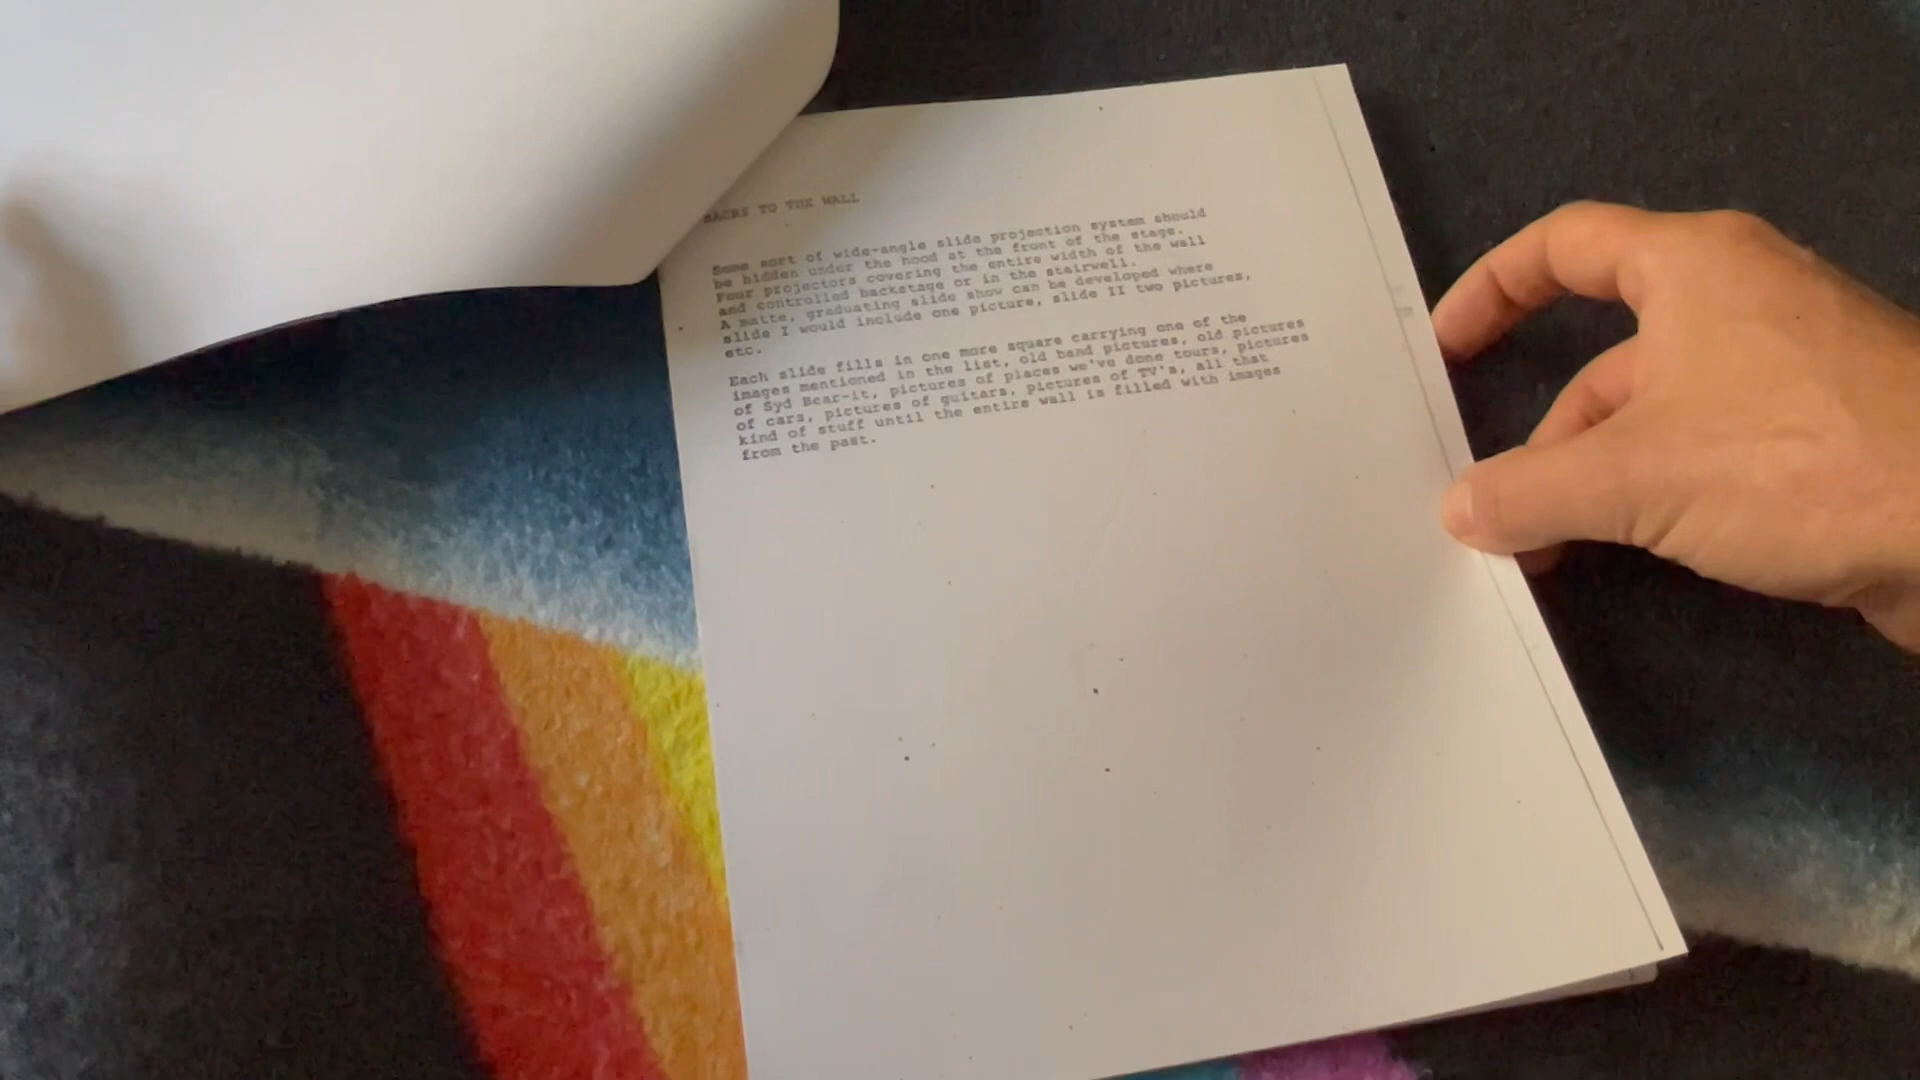 BACKS TO THE WALL
Some sort of wide-angle slide projection system should
be hidden under the hood at the front of the stage.
Four projectors covering the entire width of the wall
and controlled backstage or in the stairwell.
A matte, graduating slide show can be developed where
slide I would include one picture, slide II two pictures,
etc.
Each slide fills in one more square carrying one of the
images mentioned in the list, old band pictures, old pictures
of Syd Bear-it, pictures of places we've done tours, pictures
of cars, pictures of guitars, pictures of TV's, all that
kind of stuff until the entire wall is filled with images
from the past.